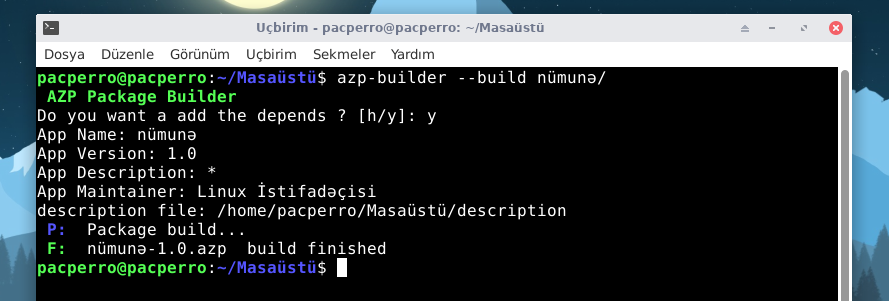 Uçbirim - pacperro@pacperro: ~/Masaüstü
Dosya Düzenle Görünüm Uçbirim Sekmeler Yardım
pacperro@pacperro:~/Masaüstü$ azp-builder --build nümunə/
AZP Package Builder
Do you want a add the depends ? [h/y]: y
App Name: nümunə
App Version: 1.0
App Description: *
App Maintainer: Linux İstifadəçisi
description file: /home/pacperro/Masaüstü/description
P: Package build...
F: nümunə-1.0.azp build finished
pacperro@pacperro:~/Masaüstü$